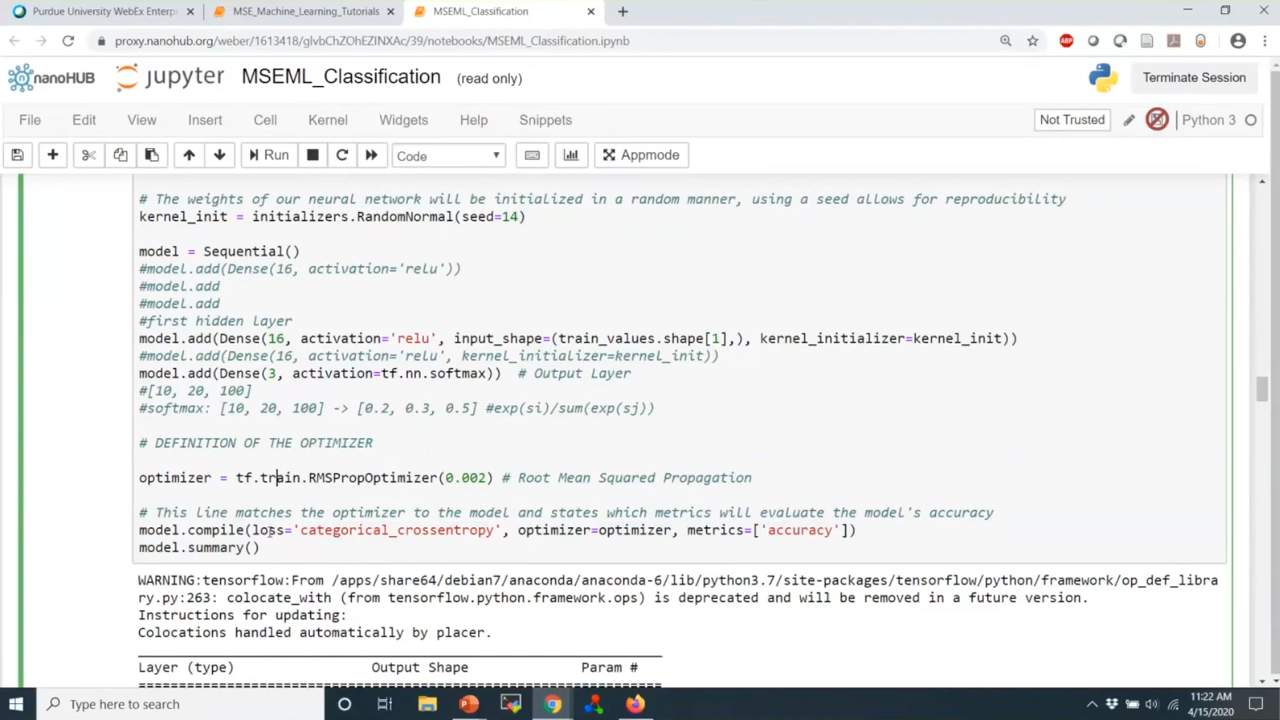 Purdue University WebEx Enterp
MSE_Machine_Learning_Tutorials
MSEML_Classification
proxy.nanohub.org/weber/1613418/glvbChZOhEZINXAc/39/notebooks/MSEML_Classification.ipynb
ABP
nanoHUB
jupyter
MSEML_Classification (read only)
Terminate Session
File Edit View Insert Cell Kernel Widgets Help Snippets
Not Trusted
Python 3
Run
Code
Appmode
# The weights of our neural network will be initialized in a random manner, using a seed allows for reproducibility
kernel_init = initializers.RandomNormal(seed=14)
model = Sequential()
#model.add(Dense(16, activation='relu'))
#model.add
#model.add
#first hidden layer
model.add(Dense(16, activation='relu', input_shape=(train_values.shape[1],), kernel_initializer=kernel_init))
#model.add(Dense(16, activation='relu', kernel_initializer=kernel_init))
model.add(Dense(3, activation=tf.nn.softmax)) # Output Layer
#[10, 20, 100]
#softmax: [10, 20, 100] -> [0.2, 0.3, 0.5] #exp(si)/sum(exp(sj))
# DEFINITION OF THE OPTIMIZER
optimizer = tf.train.RMSPropOptimizer(0.002) # Root Mean Squared Propagation
# This line matches the optimizer to the model and states which metrics will evaluate the model's accuracy
model.compile(loss='categorical_crossentropy', optimizer=optimizer, metrics=['accuracy'])
model.summary()
WARNING:tensorflow:From /apps/share64/debian7/anaconda/anaconda-6/lib/python3.7/site-packages/tensorflow/python/framework/op_def_libra
ry.py:263: colocate_with (from tensorflow.python.framework.ops) is deprecated and will be removed in a future version.
Instructions for updating:
Colocations handled automatically by placer.
Layer (type) Output Shape Param #
Type here to search
11:22 AM
4/15/2020